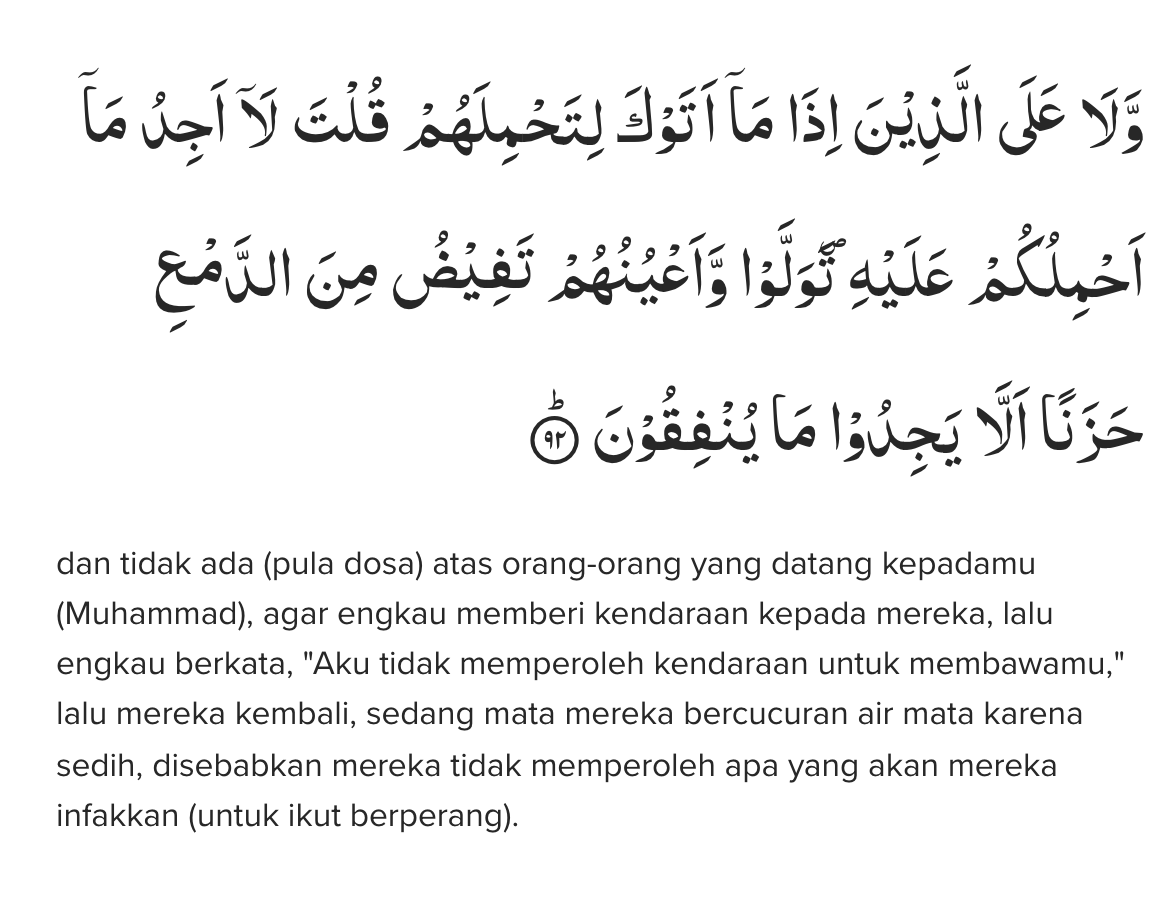 وَّلَا عَلَى الَّذِيْنَ اِذَا مَآ اَتَوْكَ لِتَحْمِلَهُمْ قُلْتَ لَآ اَجِدُ مَآ
اَحْمِلُكُمْ عَلَيْهِ ۖتَوَلَّوْا وَّاَعْيُنُهُمْ تَفِيْضُ مِنَ الدَّمْعِ
حَزَنًا اَلَّا يَجِدُوْا مَا يُنْفِقُوْنَۗ ٩٢
dan tidak ada (pula dosa) atas orang-orang yang datang kepadamu
(Muhammad), agar engkau memberi kendaraan kepada mereka, lalu
engkau berkata, "Aku tidak memperoleh kendaraan untuk membawamu,"
lalu mereka kembali, sedang mata mereka bercucuran air mata karena
sedih, disebabkan mereka tidak memperoleh apa yang akan mereka
infakkan (untuk ikut berperang).